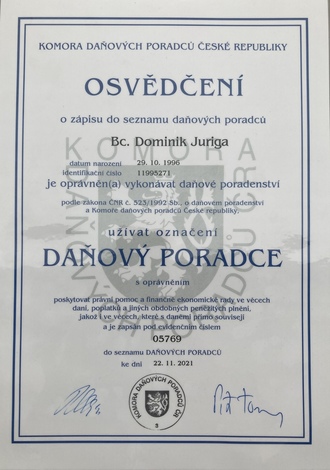 KOMORA DAŇOVÝCH PORADCŮ ČESKÉ REPUBLIKY
OSVĚDČENÍ
o zápisu do seznamu daňových poradců
Bc. Dominik Juriga
datum narození 29. 10. 1996
identifikační číslo 11995271
je oprávněn(a) vykonávat daňové poradenství
podle zákona ČNR č. 523/1992 Sb., o daňovém poradenství
a Komoře daňových poradců České republiky,
užívat označení
DAŇOVÝ PORADCE
s oprávněním
poskytovat právní pomoc a finančně ekonomické rady ve věcech
daní, poplatků a jiných obdobných peněžitých plnění,
jakož i ve věcech, které s daněmi přímo souvisejí
a je zapsán pod evidenčním číslem
05769
do seznamu DAŇOVÝCH PORADCŮ
ke dni 22. 11. 2021
KOMORA DAŇOVÝCH PORADCŮ ČR
3